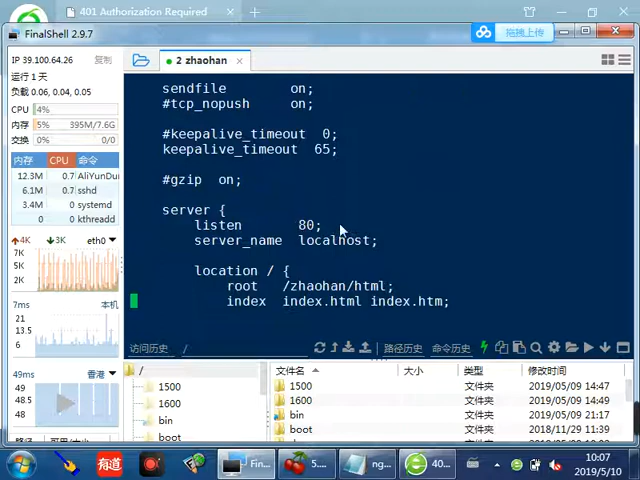 401 Authorization Required
FinalShell 2.9.7
拖拽上传
IP 39.100.64.26
复制
运行 1 天
负载 0.06, 0.04, 0.05
CPU
4%
内存
5%
395M/7.6G
交换
0%
0/0
内存
CPU
命令
12.3M
0.7
AliYunDun
6.1M
0.7
sshd
3.4M
0.7
systemd
0
0.7
kthreadd
4K
3K
eth0
7K
5K
2K
7ms
本机
21
13.5
6
49ms
香港
49
48.5
48
2 zhaohan
sendfile on;
#tcp_nopush on;
#keepalive_timeout 0;
keepalive_timeout 65;
#gzip on;
server {
listen 80;
server_name localhost;
location / {
root /zhaohan/html;
index index.html index.htm;
访问历史
/
路径历史
命令历史
/
1500
1600
bin
boot
文件名
大小
类型
修改时间
1500
文件夹
2019/05/09 14:47
1600
文件夹
2019/05/09 14:47
bin
文件夹
2019/05/09 21:17
boot
文件夹
2018/11/29 11:39
有道
Fin...
5....
ng...
40...
10:07
2019/5/10